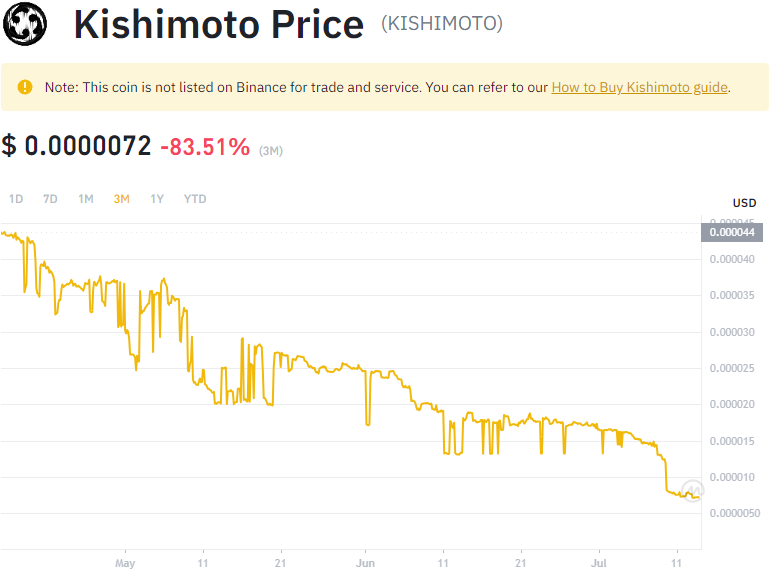 Kishimoto Price (KISHIMOTO)
Note: This coin is not listed on Binance for trade and service. You can refer to our How to Buy Kishimoto guide.
$ 0.0000072 -83.51% (3M)
1D 7D 1M 3M 1Y YTD
USD
0.000045
0.000044
0.000040
0.000035
0.000030
0.000025
0.000020
0.000015
0.000010
0.0000050
May 11 21 Jun 11 21 Jul 11